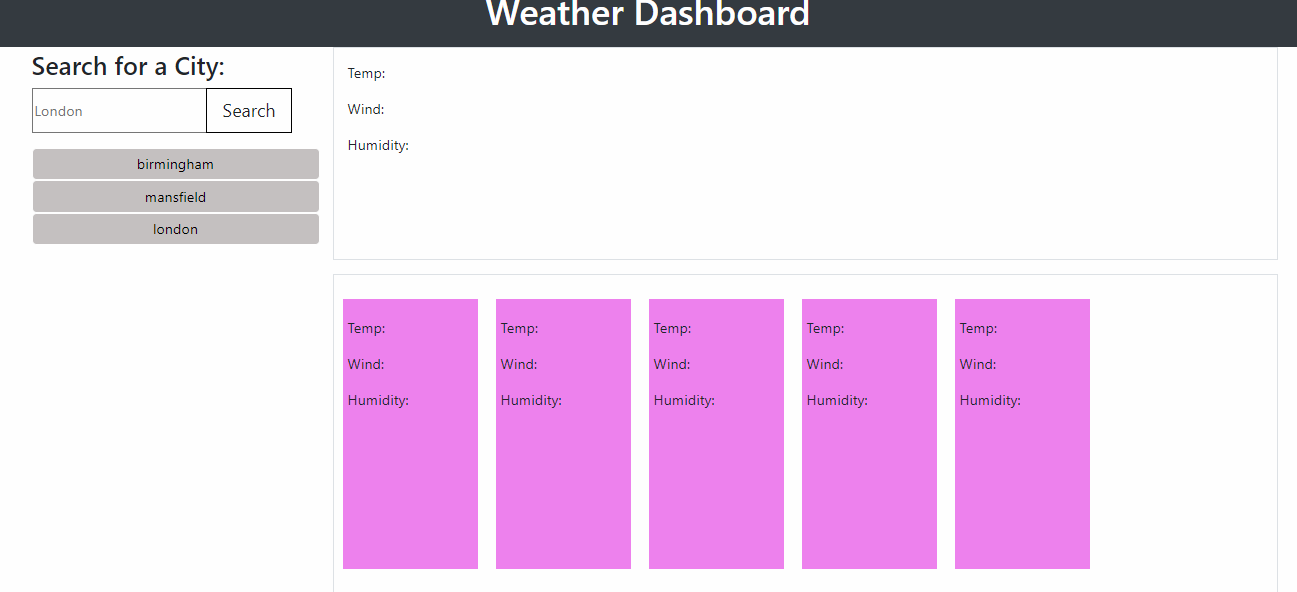 Weather Dashboard
Search for a City:
London
Search
birmingham
mansfield
london
Temp:
Wind:
Humidity:
Temp:
Wind:
Humidity:
Temp:
Wind:
Humidity:
Temp:
Wind:
Humidity:
Temp:
Wind:
Humidity:
Temp:
Wind:
Humidity: